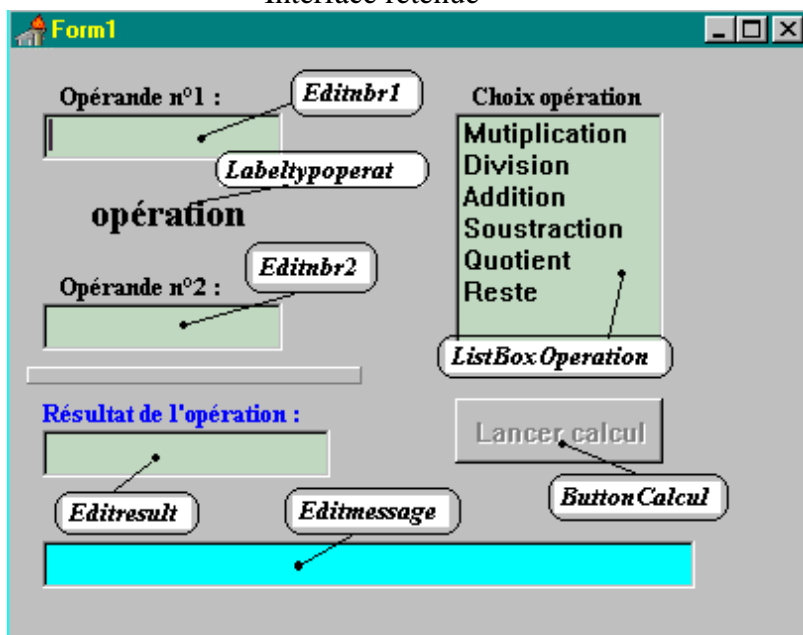 Interface retenue
Form1
Opérande n°1 :
Editnbr1
Choix opération
Mutiplication
Division
Addition
Soustraction
Quotient
Reste
Labeltypoperat
opération
Editnbr2
Opérande n°2 :
ListBoxOperation
Résultat de l'opération :
Lancer calcul
Editresult
Editmessage
ButtonCalcul